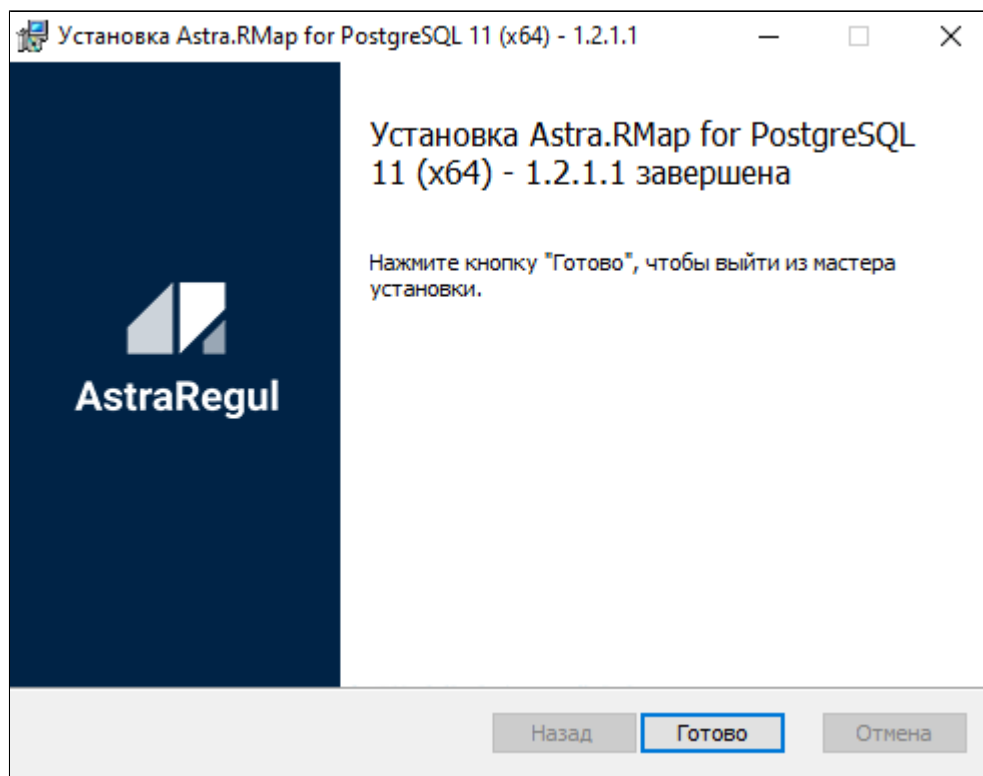 Установка Astra.RMap for PostgreSQL 11 (x64) - 1.2.1.1
Установка Astra.RMap for PostgreSQL
11 (x64) - 1.2.1.1 завершена
Нажмите кнопку "Готово", чтобы выйти из мастера
установки.
AstraRegul
Назад
Готово
Отмена